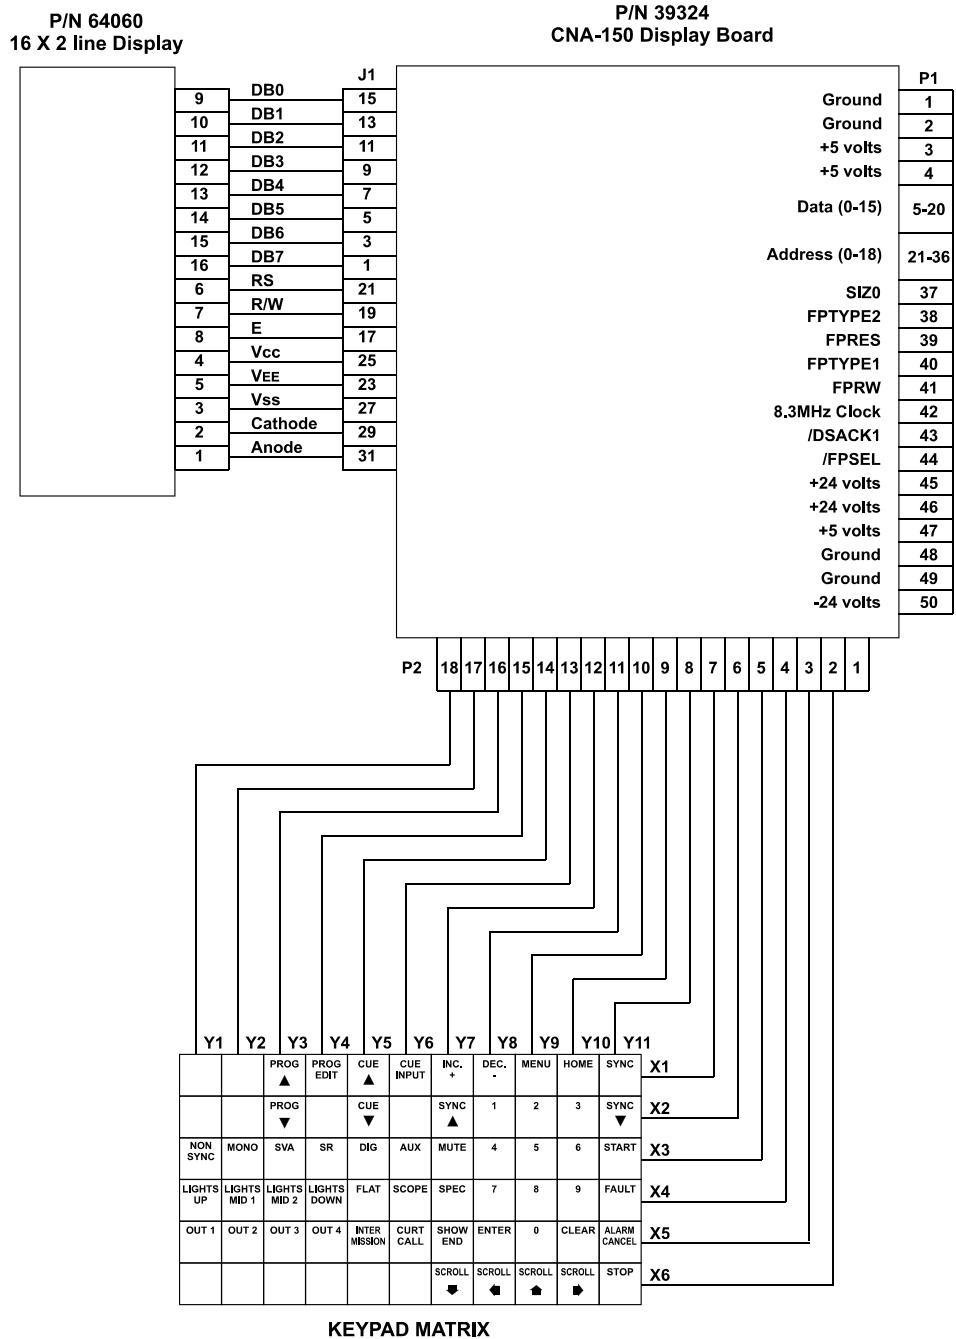 P/N 64060
16 X 2 line Display
P/N 39324
CNA-150 Display Board
J1
P1
9 DB0 15
10 DB1 13
11 DB2 11
12 DB3 9
13 DB4 7
14 DB5 5
15 DB6 3
16 DB7 1
6 RS 21
7 R/W 19
8 E 17
4 Vcc 25
5 VEE 23
3 Vss 27
2 Cathode 29
1 Anode 31
Ground 1
Ground 2
+5 volts 3
+5 volts 4
Data (0-15) 5-20
Address (0-18) 21-36
SIZ0 37
FPTYPE2 38
FPRES 39
FPTYPE1 40
FPRW 41
8.3MHz Clock 42
/DSACK1 43
/FPSEL 44
+24 volts 45
+24 volts 46
+5 volts 47
Ground 48
Ground 49
-24 volts 50
P2 18 17 16 15 14 13 12 11 10 9 8 7 6 5 4 3 2 1
Y1 Y2 Y3 Y4 Y5 Y6 Y7 Y8 Y9 Y10 Y11
PROG ▲
PROG EDIT
CUE ▲
CUE INPUT
INC. +
DEC. -
MENU
HOME
SYNC
X1
PROG ▼
CUE ▼
SYNC ▲
1
2
3
SYNC ▼
X2
NON SYNC
MONO
SVA
SR
DIG
AUX
MUTE
4
5
6
START
X3
LIGHTS UP
LIGHTS MID 1
LIGHTS MID 2
LIGHTS DOWN
FLAT
SCOPE
SPEC
7
8
9
FAULT
X4
OUT 1
OUT 2
OUT 3
OUT 4
INTER MISSION
CURT CALL
SHOW END
ENTER
0
CLEAR
ALARM CANCEL
X5
SCROLL 🡇
SCROLL 🡄
SCROLL 🡅
SCROLL 🡆
STOP
X6
KEYPAD MATRIX